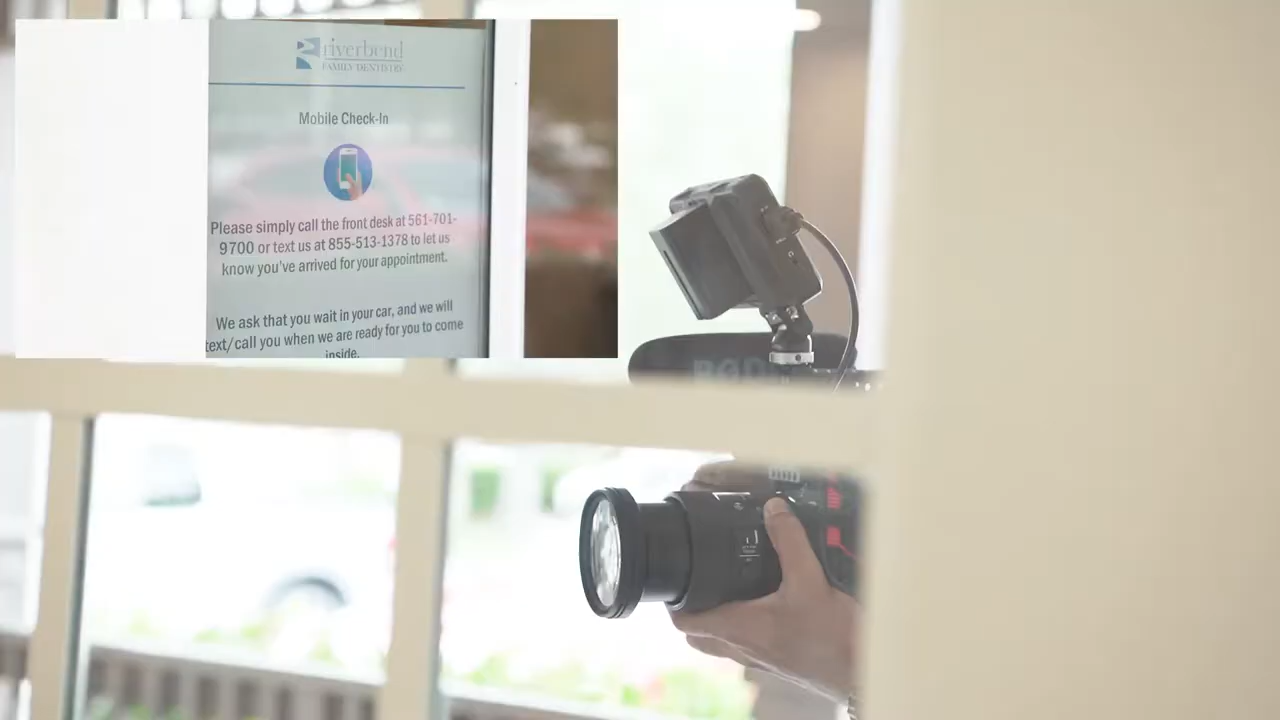 riverbend
FAMILY DENTISTRY
Mobile Check-In
Please simply call the front desk at 561-701-
9700 or text us at 855-513-1378 to let us
know you've arrived for your appointment.
We ask that you wait in your car, and we will
text/call you when we are ready for you to come
inside.
RØDE